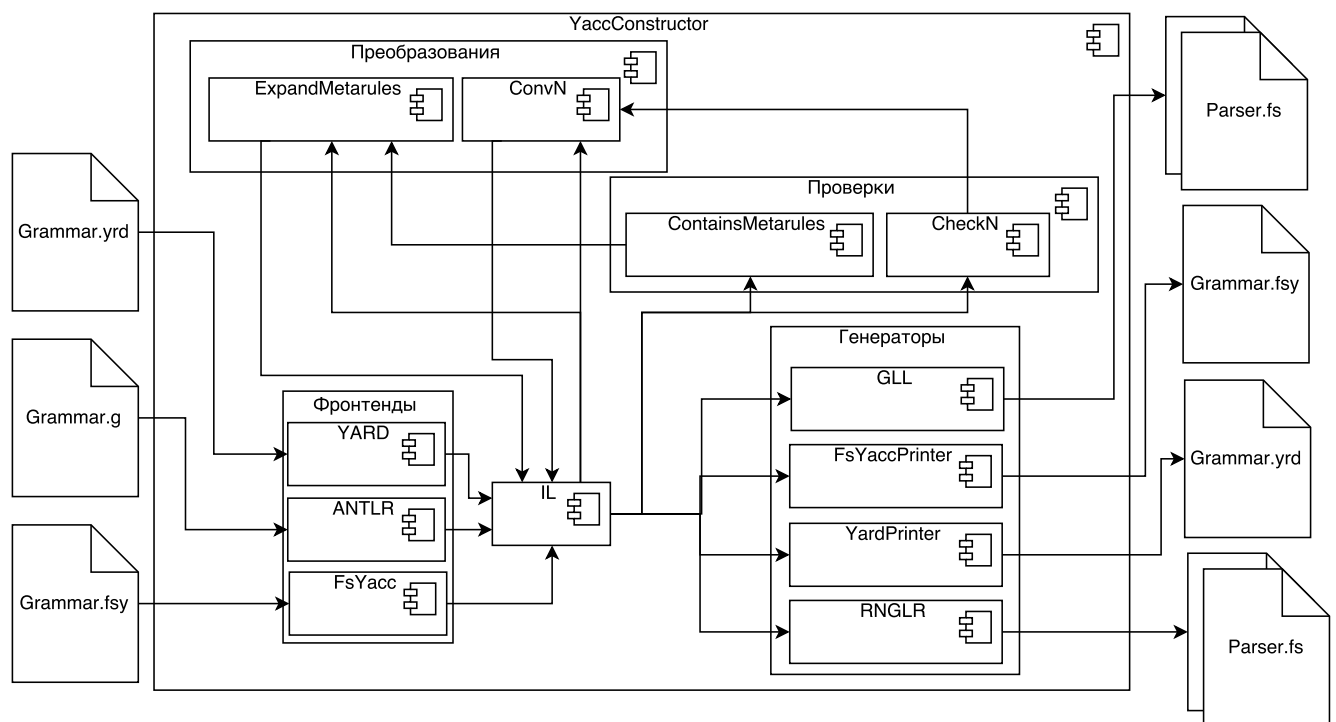 YaccConstructor
Преобразования
ExpandMetarules
ConvN
Parser.fs
Проверки
ContainsMetarules
CheckN
Grammar.yrd
Grammar.fsy
Генераторы
GLL
Фронтенды
YARD
Grammar.g
FsYaccPrinter
Grammar.yrd
IL
ANTLR
YardPrinter
FsYacc
Grammar.fsy
RNGLR
Parser.fs